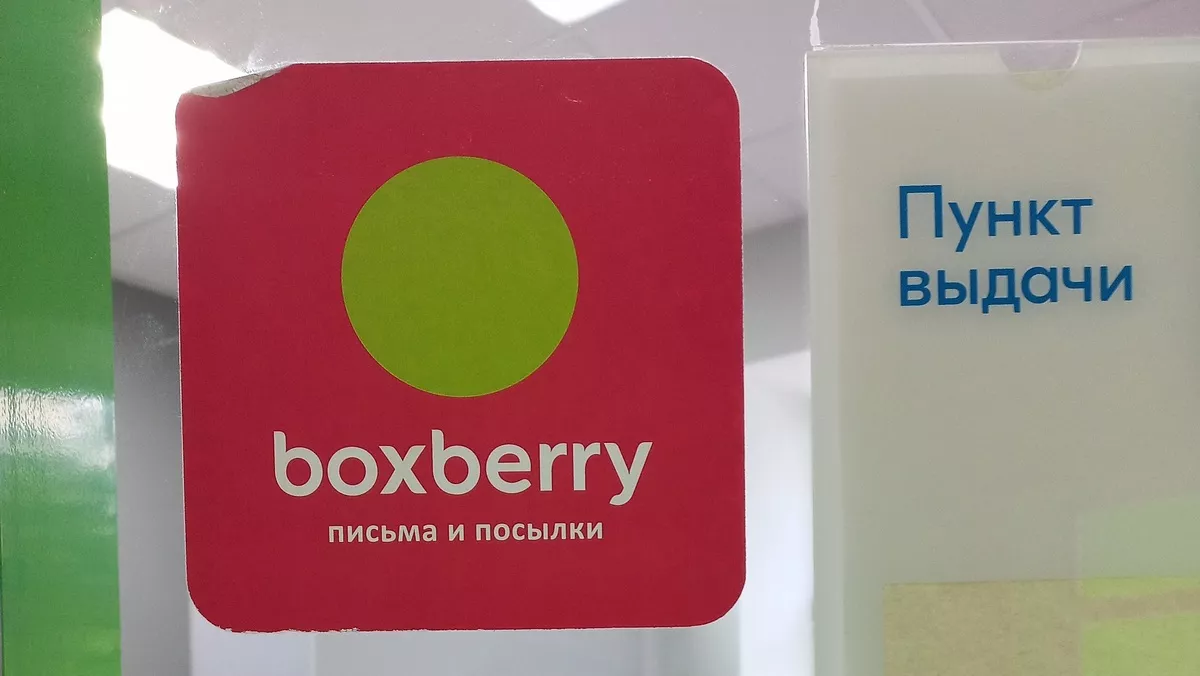 boxberry
письма и посылки
Пункт
выдачи